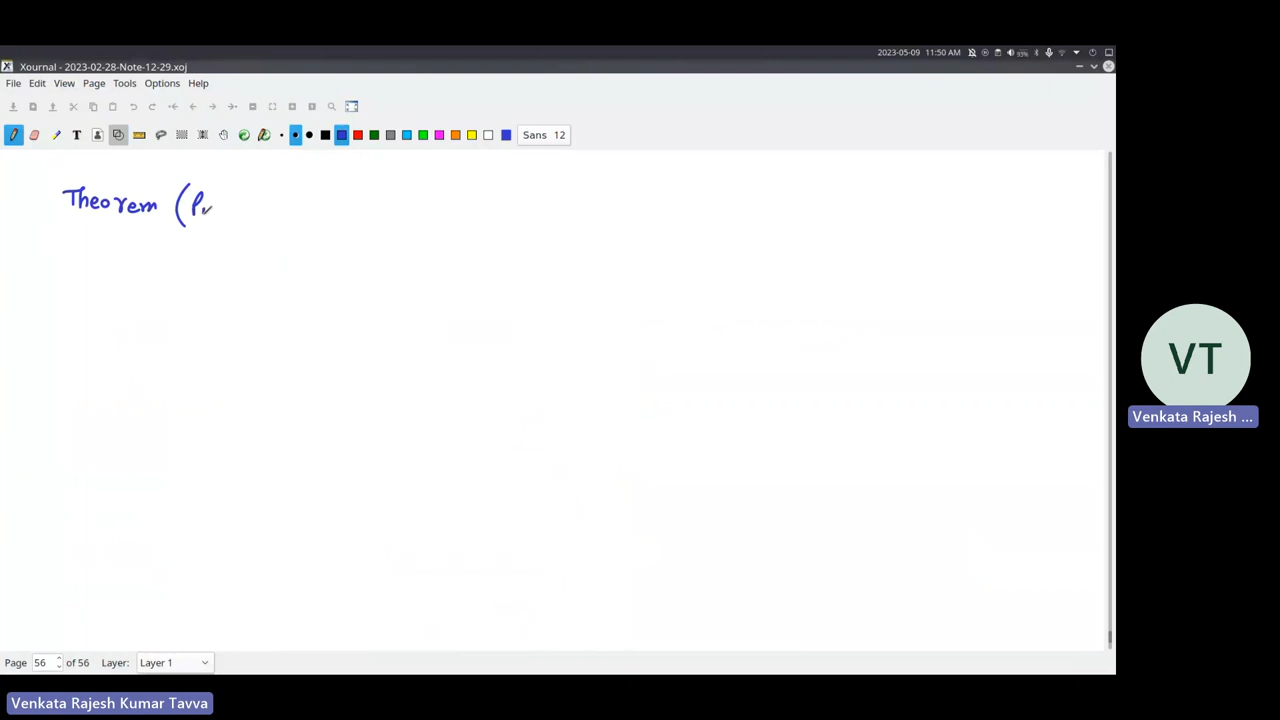 2023-05-09 11:50 AM 93%
Xournal - 2023-02-28-Note-12-29.xoj
File Edit View Page Tools Options Help
Sans 12
Theorem (P
VT
Venkata Rajesh ...
Page 56 of 56 Layer: Layer 1
Venkata Rajesh Kumar Tavva